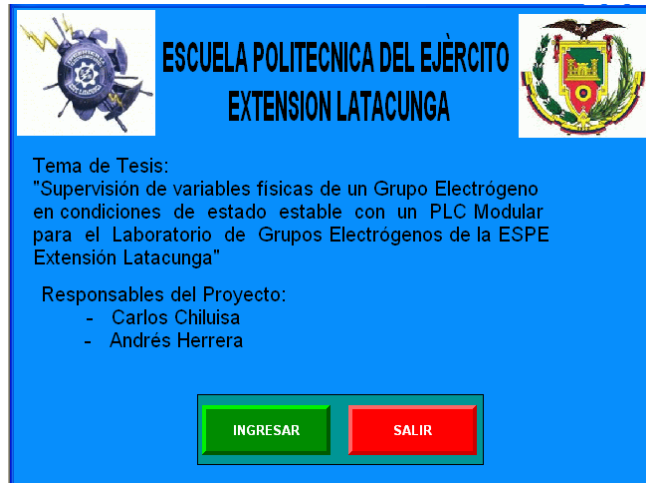 ESCUELA POLITECNICA DEL EJÈRCITO
EXTENSION LATACUNGA
Tema de Tesis:
"Supervisión de variables físicas de un Grupo Electrógeno
en condiciones de estado estable con un PLC Modular
para el Laboratorio de Grupos Electrógenos de la ESPE
Extensión Latacunga"
Responsables del Proyecto:
- Carlos Chiluisa
- Andrés Herrera
INGRESAR
SALIR